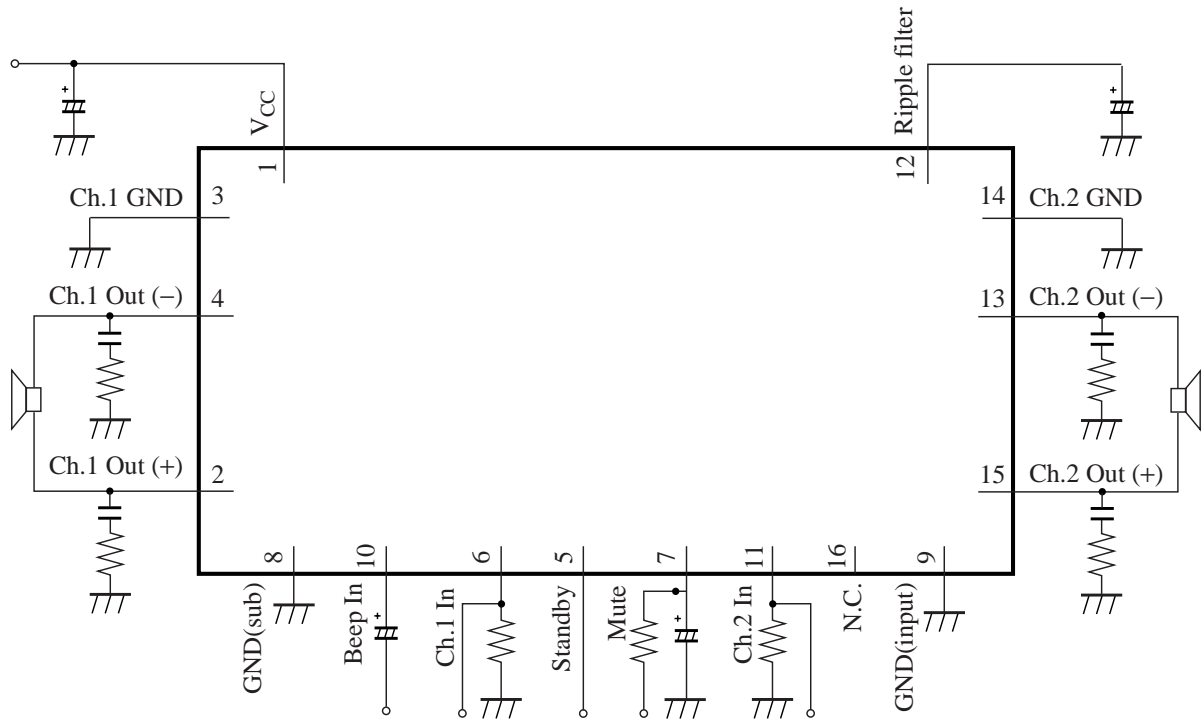 VCC
Ripple filter
1
12
Ch.1 GND
3
14
Ch.2 GND
Ch.1 Out (−)
4
13
Ch.2 Out (−)
Ch.1 Out (+)
2
15
Ch.2 Out (+)
8
10
6
5
7
11
16
9
GND(sub)
Beep In
Ch.1 In
Standby
Mute
Ch.2 In
N.C.
GND(input)
+
+
+
+